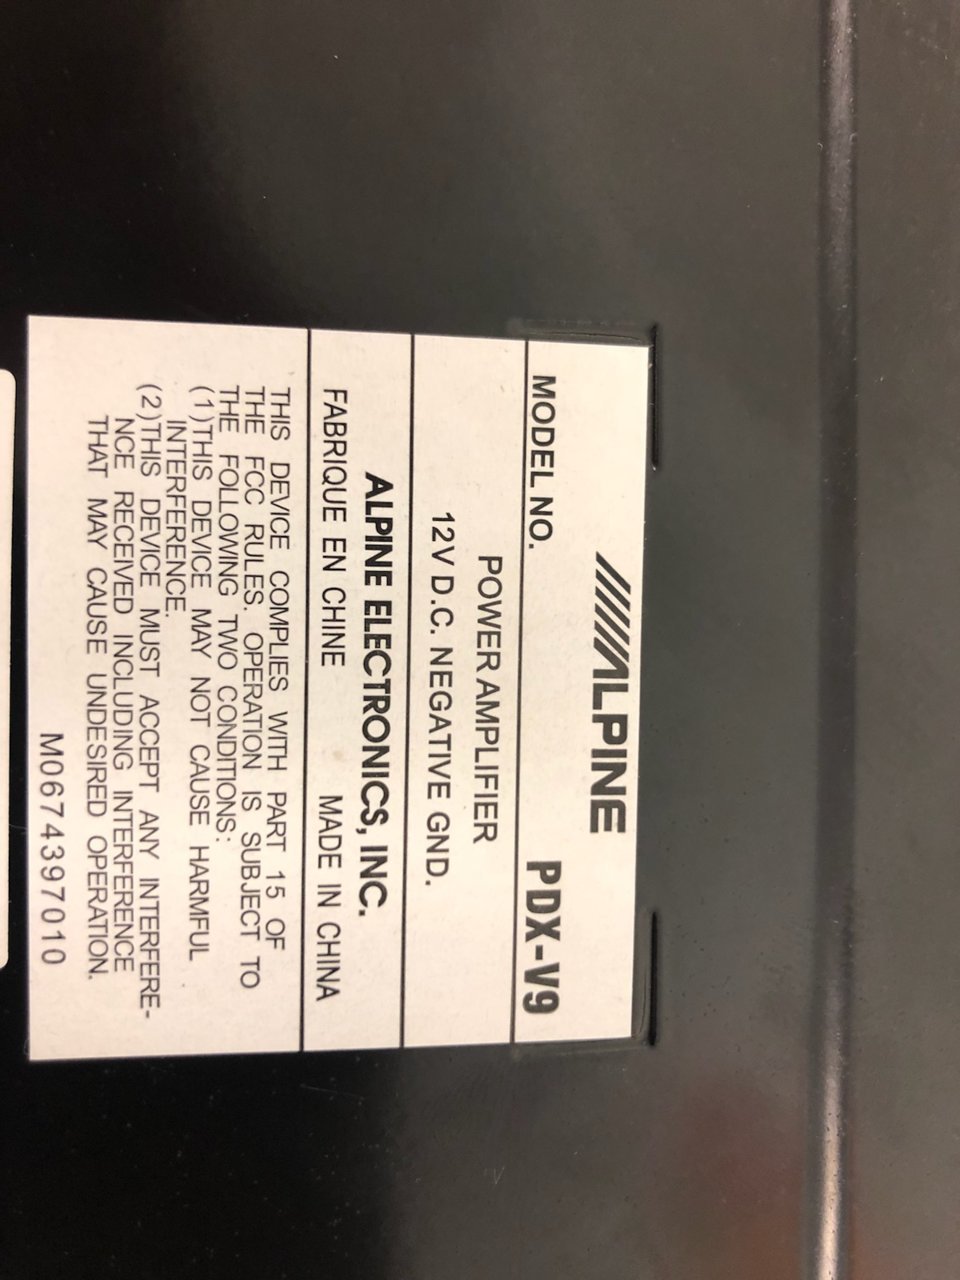 ALPINE
MODEL NO. PDX-V9
POWER AMPLIFIER
12V D.C. NEGATIVE GND.
ALPINE ELECTRONICS, INC.
FABRIQUE EN CHINE MADE IN CHINA
THIS DEVICE COMPLIES WITH PART 15 OF
THE FCC RULES. OPERATION IS SUBJECT TO
THE FOLLOWING TWO CONDITIONS:
(1)THIS DEVICE MAY NOT CAUSE HARMFUL
INTERFERENCE.
(2)THIS DEVICE MUST ACCEPT ANY INTERFERE-
NCE RECEIVED INCLUDING INTERFERENCE
THAT MAY CAUSE UNDESIRED OPERATION.
M0674397010